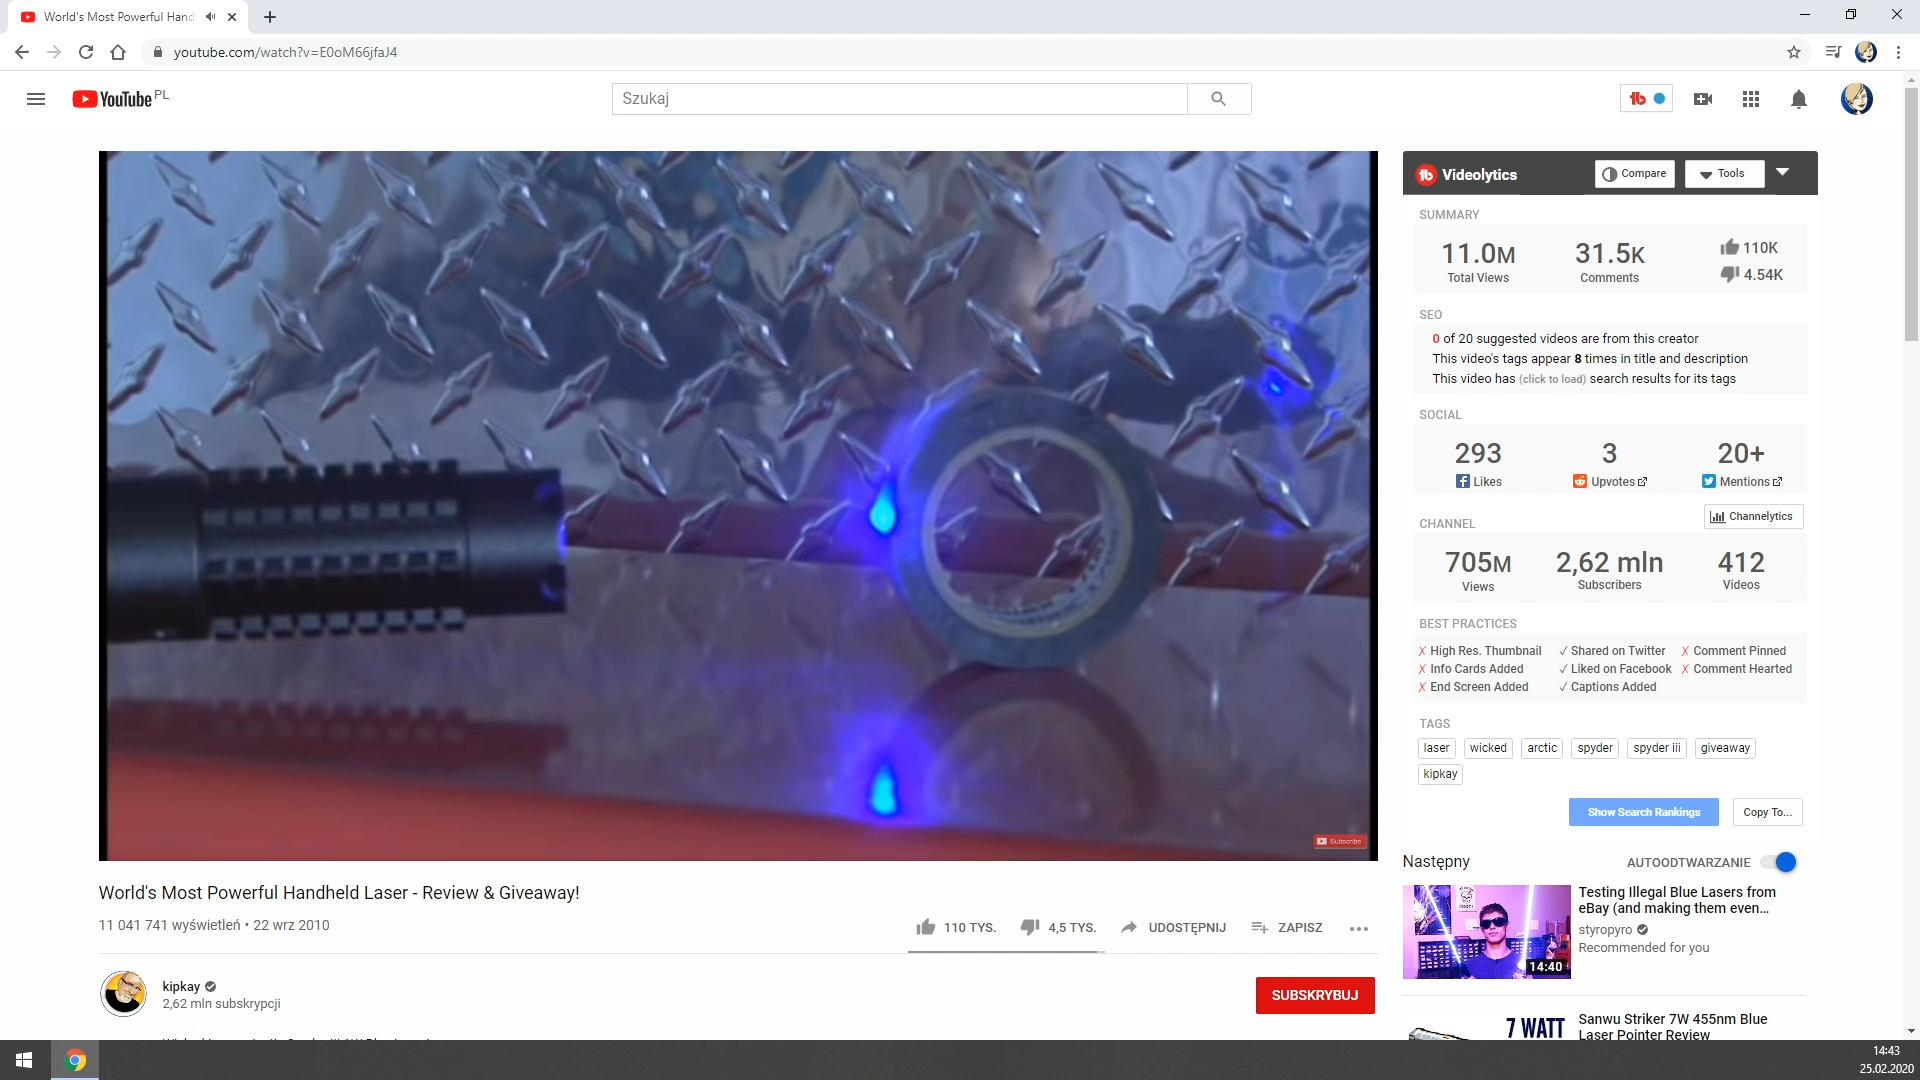 World's Most Powerful Hand
youtube.com/watch?v=E0oM66jfaJ4
YouTube PL
Szukaj
Subscribe
World's Most Powerful Handheld Laser - Review & Giveaway!
11 041 741 wyświetleń • 22 wrz 2010
110 TYS. 4,5 TYS. UDOSTĘPNIJ ZAPISZ
kipkay
2,62 mln subskrypcji
SUBSKRYBUJ
Videolytics Compare Tools
SUMMARY
11.0M 31.5K 110K
Total Views Comments 4.54K
SEO
0 of 20 suggested videos are from this creator
This video's tags appear 8 times in title and description
This video has (click to load) search results for its tags
SOCIAL
293 3 20+
Likes Upvotes Mentions
CHANNEL Channelytics
705M 2,62 mln 412
Views Subscribers Videos
BEST PRACTICES
✗ High Res. Thumbnail ✓ Shared on Twitter ✗ Comment Pinned
✗ Info Cards Added ✓ Liked on Facebook ✗ Comment Hearted
✗ End Screen Added ✓ Captions Added
TAGS
laser wicked arctic spyder spyder iii giveaway
kipkay
Show Search Rankings Copy To...
Następny AUTOODTWARZANIE
Testing Illegal Blue Lasers from
eBay (and making them even...
styropyro
Recommended for you
14:40
7 WATT
Sanwu Striker 7W 455nm Blue
Laser Pointer Review
14:43
25.02.2020